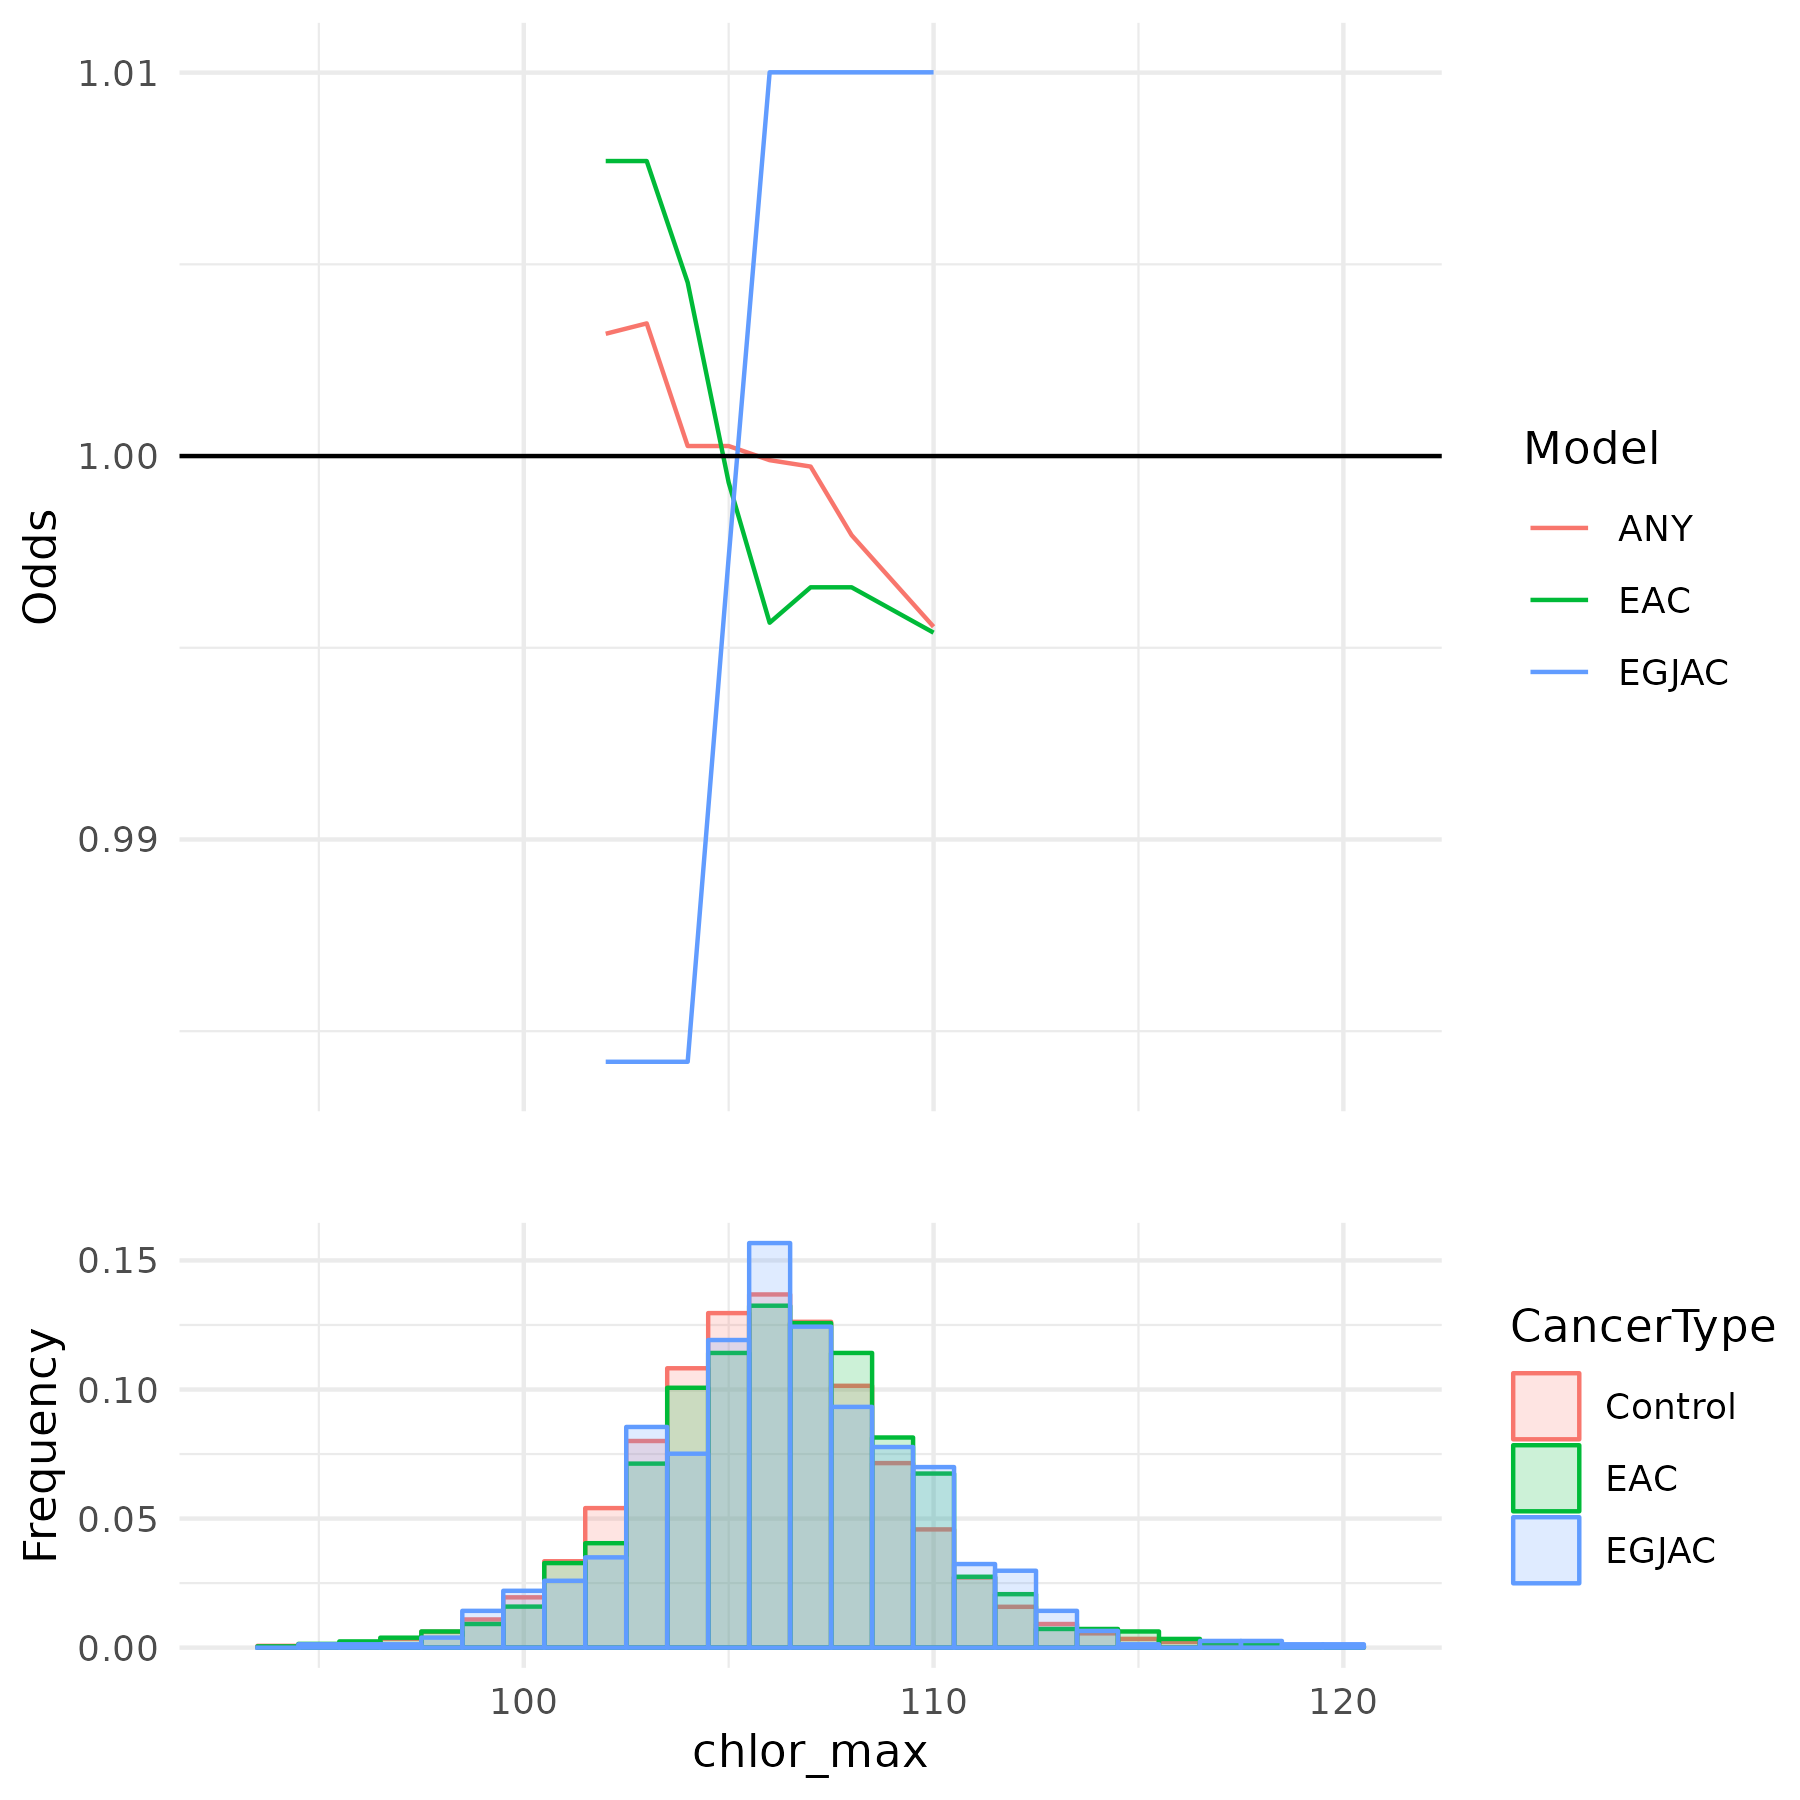 1.01
1.00
0.99
Odds
Model
ANY
EAC
EGJAC
0.15
0.10
0.05
0.00
Frequency
100
110
120
chlor_max
CancerType
Control
EAC
EGJAC